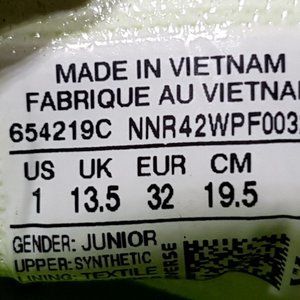 MADE IN VIETNAM
FABRIQUE AU VIETNAM
654219C NNR42WPF003
US UK EUR CM
1 13.5 32 19.5
GENDER: JUNIOR
UPPER:SYNTHETIC
LINING: TEXTILE